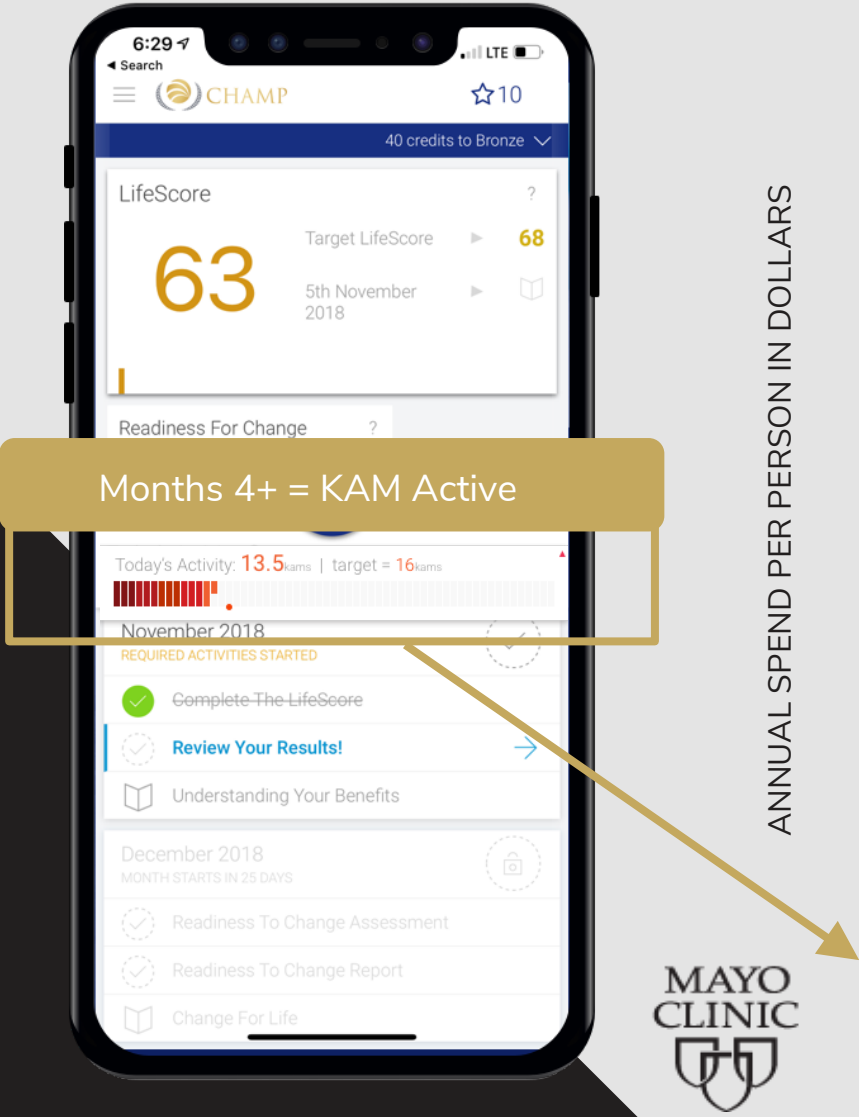 6:29
Search
LTE
CHAMP
10
40 credits to Bronze
LifeScore ?
63
Target LifeScore 68
5th November
2018
Readiness For Change ?
Months 4+ = KAM Active
Today's Activity: 13.5kams | target = 16kams
November 2018
REQUIRED ACTIVITIES STARTED
Complete The LifeScore
Review Your Results!
Understanding Your Benefits
December 2018
MONTH STARTS IN 25 DAYS
Readiness To Change Assessment
Readiness To Change Report
Change For Life
ANNUAL SPEND PER PERSON IN DOLLARS
MAYO
CLINIC